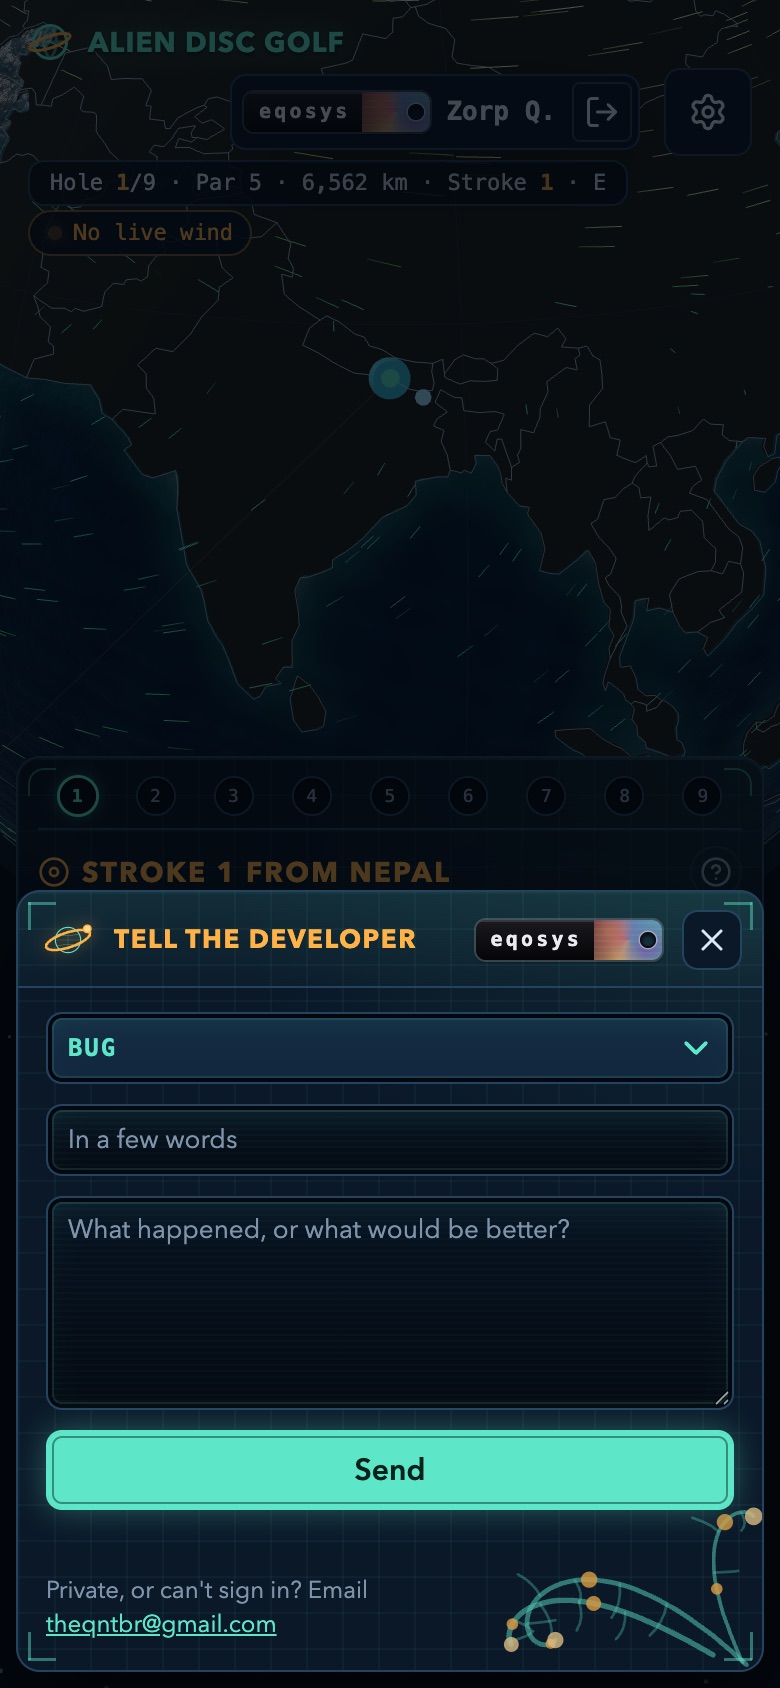 ALIEN DISC GOLF
eqosys Zorp Q.
Hole 1/9 · Par 5 · 6,562 km · Stroke 1 · E
No live wind
1 2 3 4 5 6 7 8 9
STROKE 1 FROM NEPAL ?
TELL THE DEVELOPER eqosys
BUG
In a few words
What happened, or what would be better?
Send
Private, or can't sign in? Email
theqntbr@gmail.com